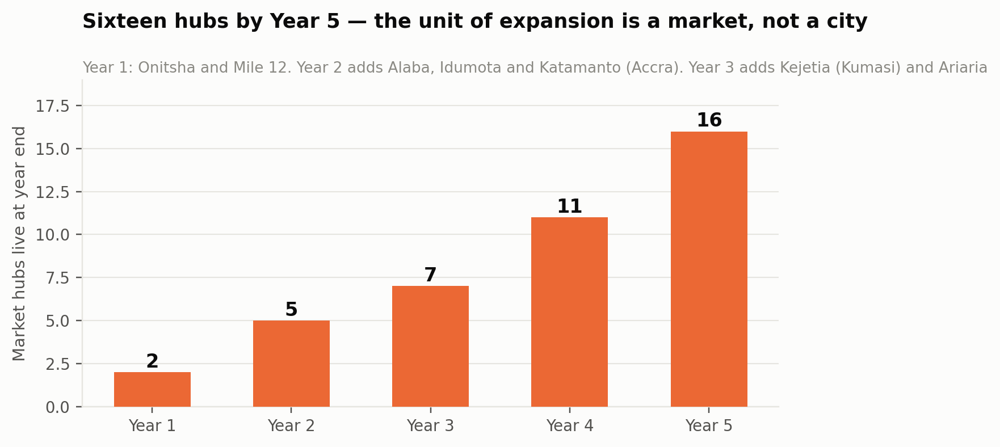 Sixteen hubs by Year 5 — the unit of expansion is a market, not a city
Year 1: Onitsha and Mile 12. Year 2 adds Alaba, Idumota and Katamanto (Accra). Year 3 adds Kejetia (Kumasi) and Ariaria
Market hubs live at year end
17.5
15.0
12.5
10.0
7.5
5.0
2.5
0.0
2
5
7
11
16
Year 1
Year 2
Year 3
Year 4
Year 5